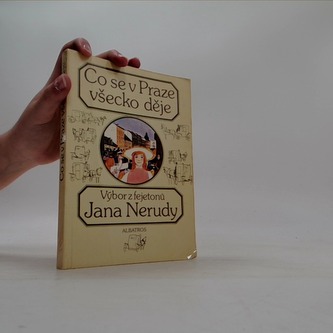 Co se v Praze
všecko děje
Výbor z fejetonů
Jana Nerudy
ALBATROS